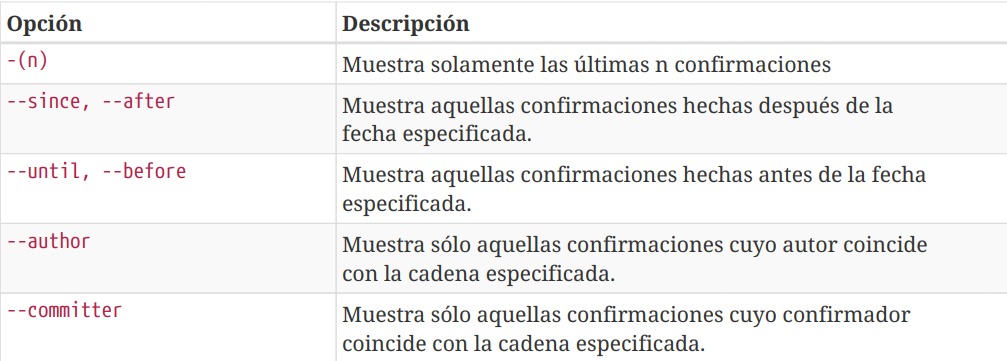 Opción Descripción
-(n) Muestra solamente las últimas n confirmaciones
--since, --after Muestra aquellas confirmaciones hechas después de la
fecha especificada.
--until, --before Muestra aquellas confirmaciones hechas antes de la fecha
especificada.
--author Muestra sólo aquellas confirmaciones cuyo autor coincide
con la cadena especificada.
--committer Muestra sólo aquellas confirmaciones cuyo confirmador
coincide con la cadena especificada.